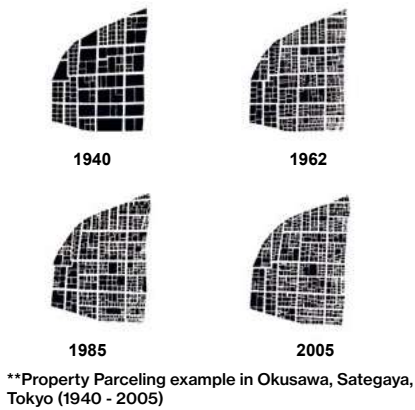 1940
1962
1985
2005
**Property Parceling example in Okusawa, Sategaya,
Tokyo (1940 - 2005)